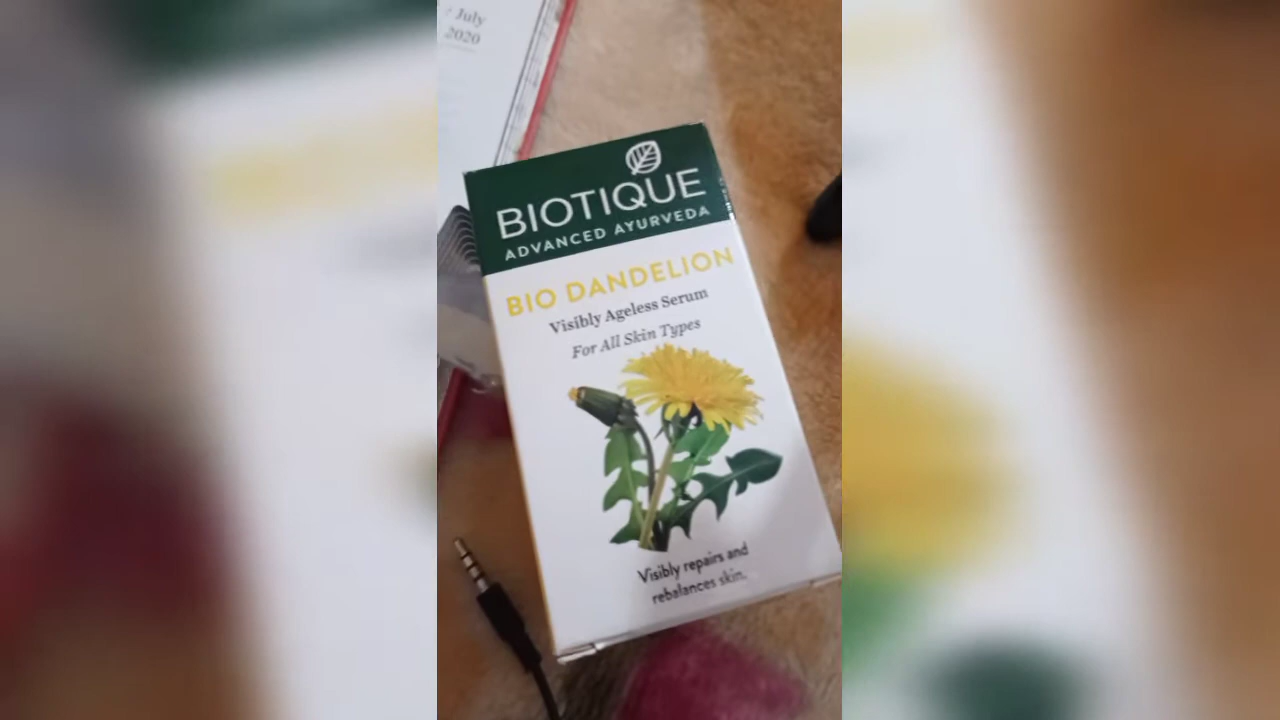 July
2020
BIOTIQUE
ADVANCED AYURVEDA
BIO DANDELION
Visibly Ageless Serum
For All Skin Types
Visibly repairs and
rebalances skin.